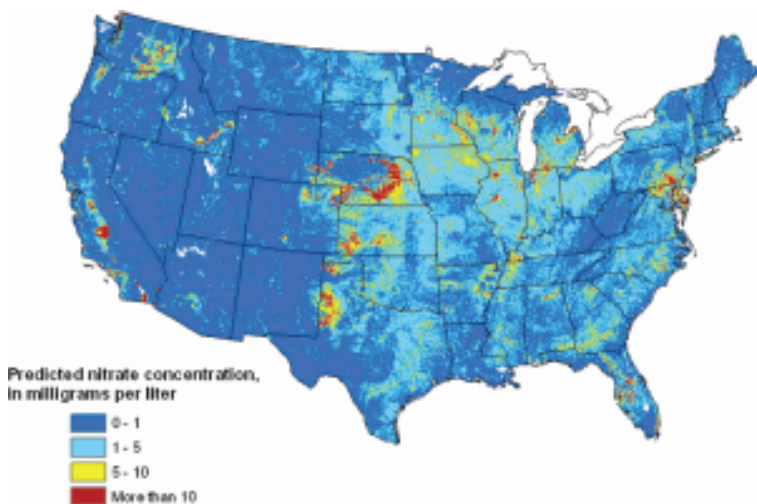 Predicted nitrate concentration,
in milligrams per liter
0 - 1
1 - 5
5 - 10
More than 10